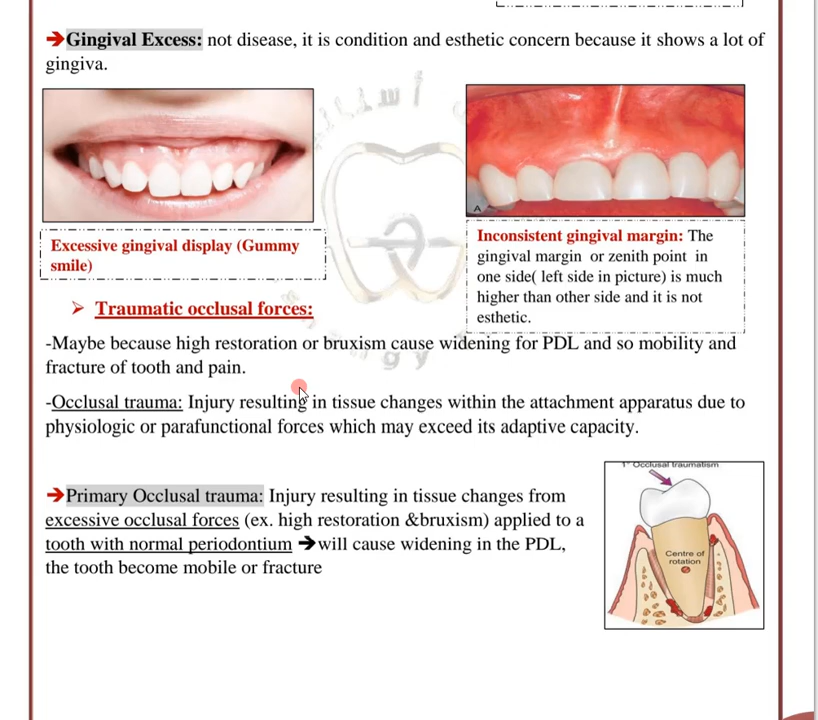 ➔Gingival Excess: not disease, it is condition and esthetic concern because it shows a lot of
gingiva.
A
Excessive gingival display (Gummy
smile)
Inconsistent gingival margin: The
gingival margin or zenith point in
one side( left side in picture) is much
higher than other side and it is not
esthetic.
➢ Traumatic occlusal forces:
-Maybe because high restoration or bruxism cause widening for PDL and so mobility and
fracture of tooth and pain.
-Occlusal trauma: Injury resulting in tissue changes within the attachment apparatus due to
physiologic or parafunctional forces which may exceed its adaptive capacity.
1° Occlusal traumatism
➔Primary Occlusal trauma: Injury resulting in tissue changes from
excessive occlusal forces (ex. high restoration &bruxism) applied to a
tooth with normal periodontium ➔will cause widening in the PDL,
the tooth become mobile or fracture
Centre of
rotation